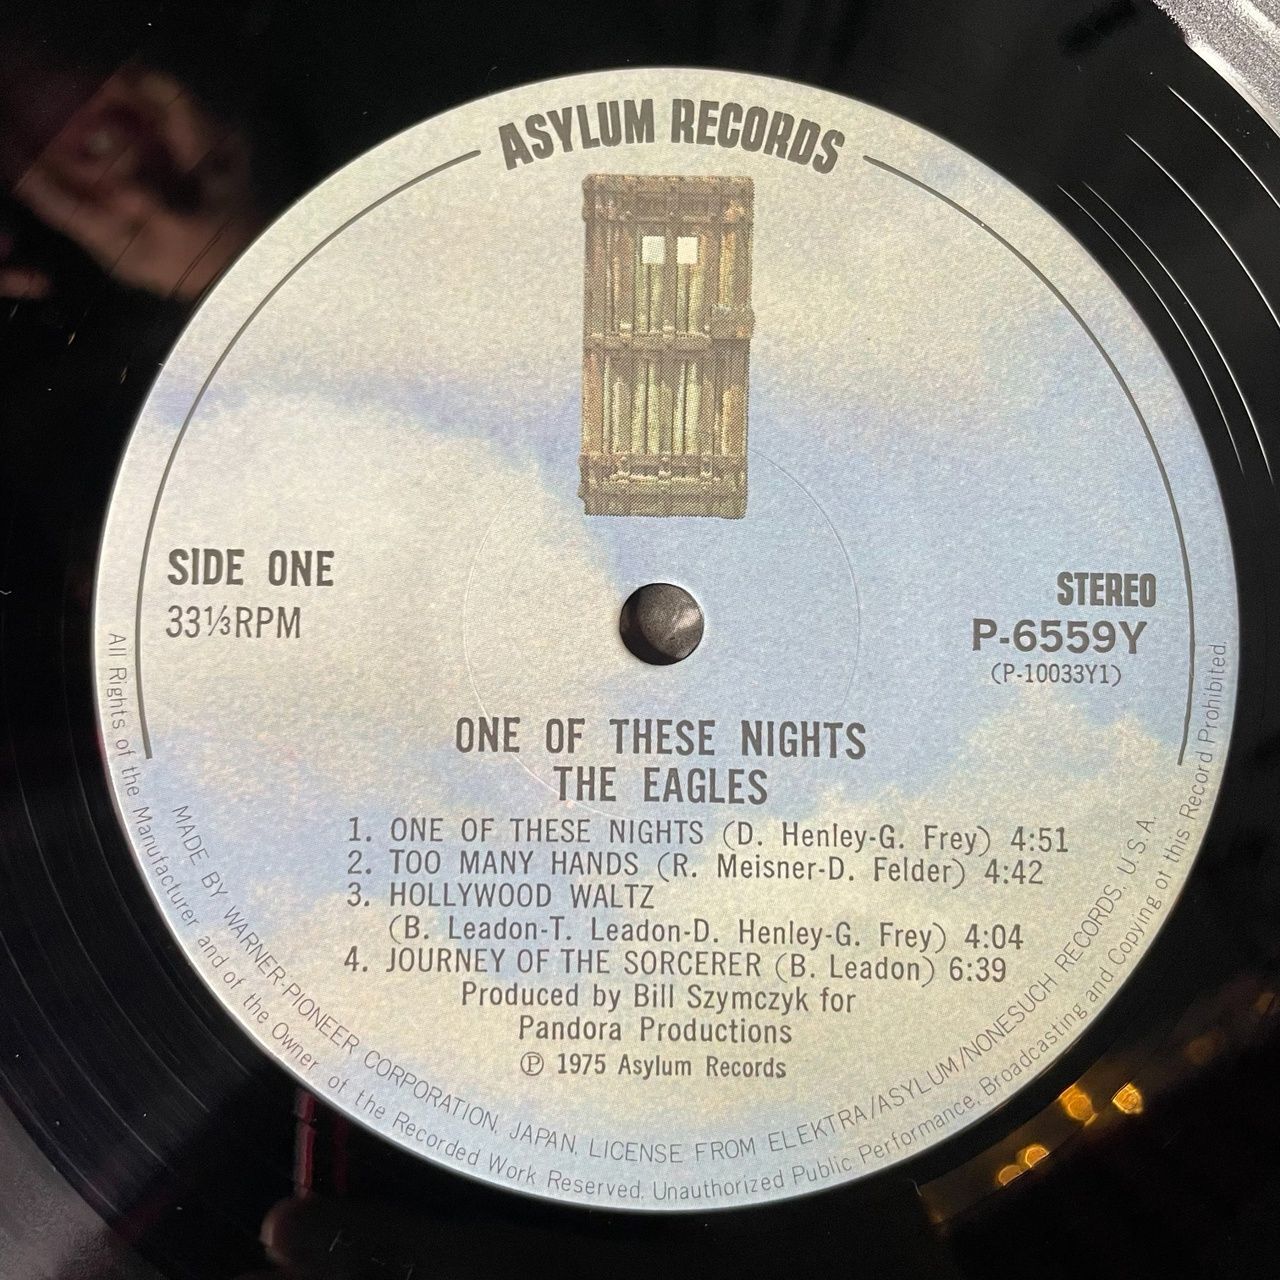 ASYLUM RECORDS
SIDE ONE
33⅓RPM
STEREO
P-6559Y
(P-10033Y1)
ONE OF THESE NIGHTS
THE EAGLES
1. ONE OF THESE NIGHTS (D. Henley-G. Frey) 4:51
2. TOO MANY HANDS (R. Meisner-D. Felder) 4:42
3. HOLLYWOOD WALTZ
(B. Leadon-T. Leadon-D. Henley-G. Frey) 4:04
4. JOURNEY OF THE SORCERER (B. Leadon) 6:39
Produced by Bill Szymczyk for
Pandora Productions
Ⓟ 1975 Asylum Records
MADE BY WARNER-PIONEER CORPORATION, JAPAN, LICENSE FROM ELEKTRA/ASYLUM/NONESUCH RECORDS, U.S.A.
All Rights of the Manufacturer and of the Owner of the Recorded Work Reserved. Unauthorized Public Performance, Broadcasting and Copying of this Record Prohibited.